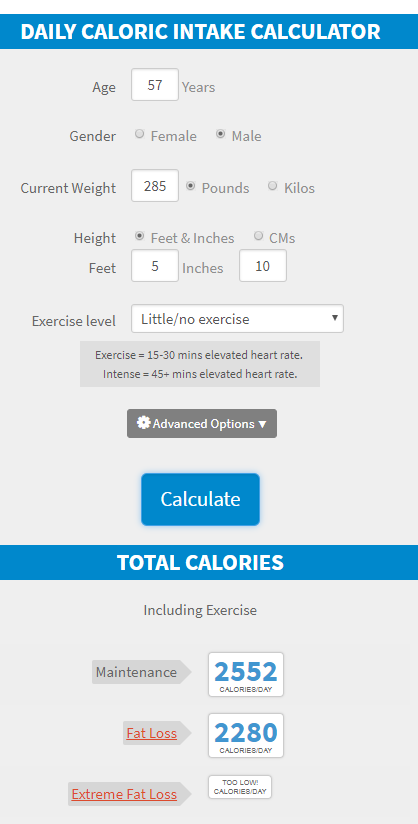 DAILY CALORIC INTAKE CALCULATOR
Age 57 Years
Gender Female Male
Current Weight 285 Pounds Kilos
Height Feet & Inches CMs
Feet 5 Inches 10
Exercise level Little/no exercise
Exercise = 15-30 mins elevated heart rate.
Intense = 45+ mins elevated heart rate.
Advanced Options
Calculate
TOTAL CALORIES
Including Exercise
Maintenance 2552
CALORIES/DAY
Fat Loss 2280
CALORIES/DAY
Extreme Fat Loss TOO LOW!
CALORIES/DAY